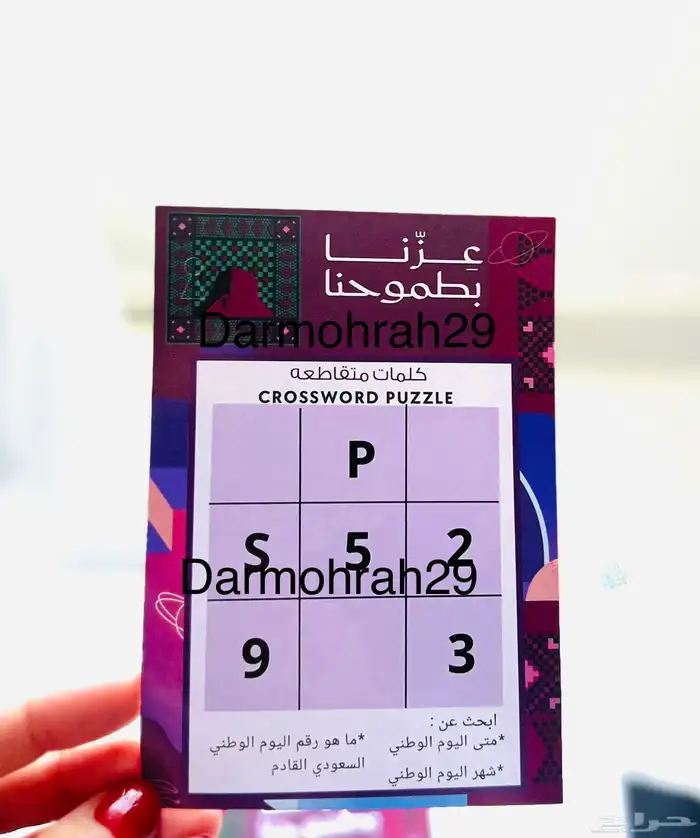 عِزّنا
بطموحنا
Darmohrah29
كلمات متقاطعه
CROSSWORD PUZZLE
P
S 5 2
Darmohrah29
9 3
ابحث عن :
*متى اليوم الوطني
*شهر اليوم الوطني
*ما هو رقم اليوم الوطني
السعودي القادم
حراج